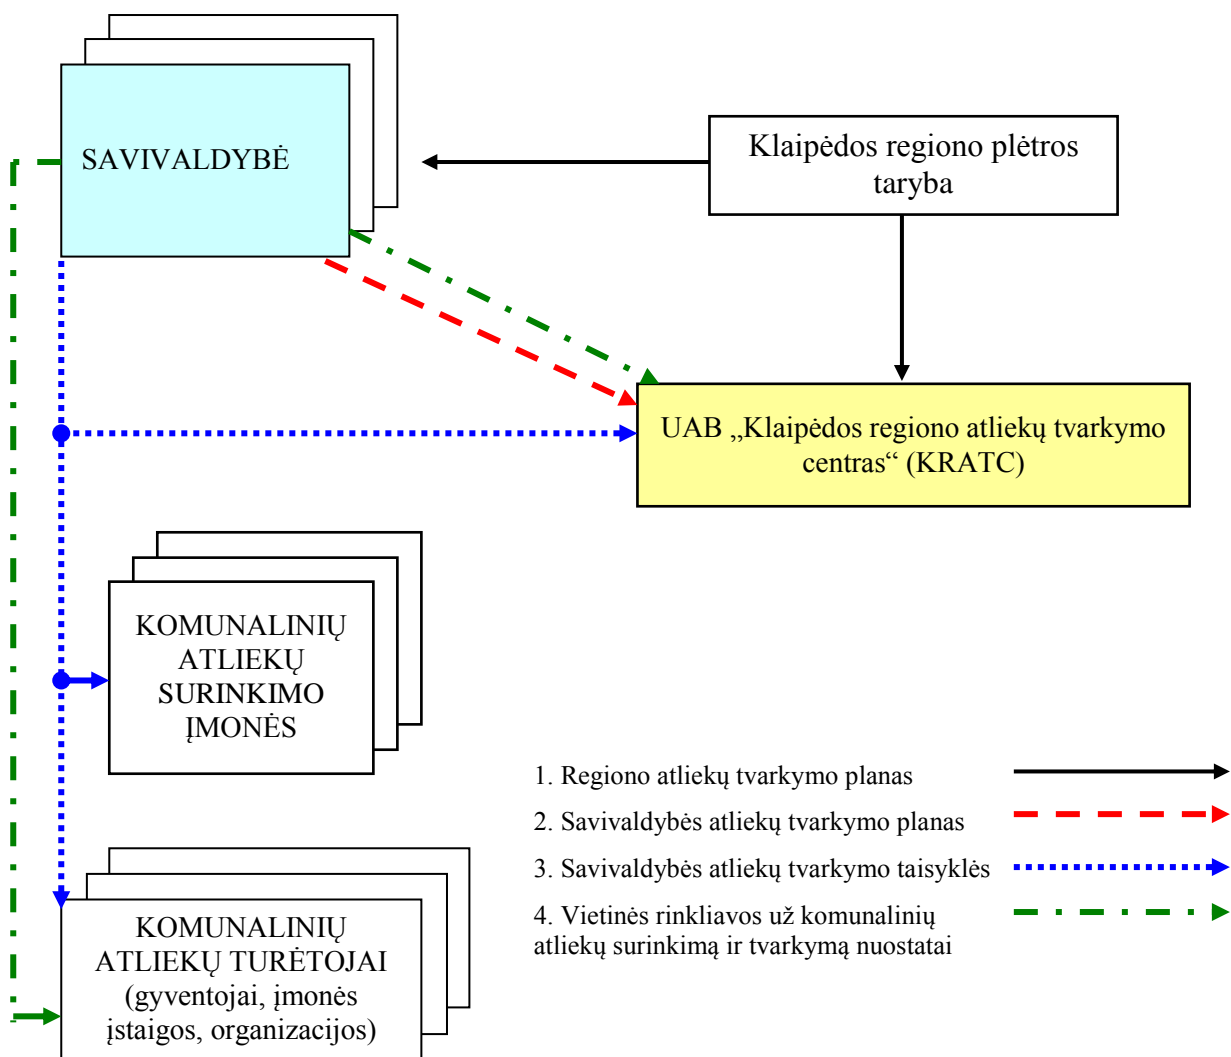 SAVIVALDYBĖ
Klaipėdos regiono plėtros
taryba
UAB „Klaipėdos regiono atliekų tvarkymo
centras“ (KRATC)
KOMUNALINIŲ
ATLIEKŲ
SURINKIMO
ĮMONĖS
1. Regiono atliekų tvarkymo planas
2. Savivaldybės atliekų tvarkymo planas
3. Savivaldybės atliekų tvarkymo taisyklės
4. Vietinės rinkliavos už komunalinių
atliekų surinkimą ir tvarkymą nuostatai
KOMUNALINIŲ
ATLIEKŲ TURĖTOJAI
(gyventojai, įmonės
įstaigos, organizacijos)